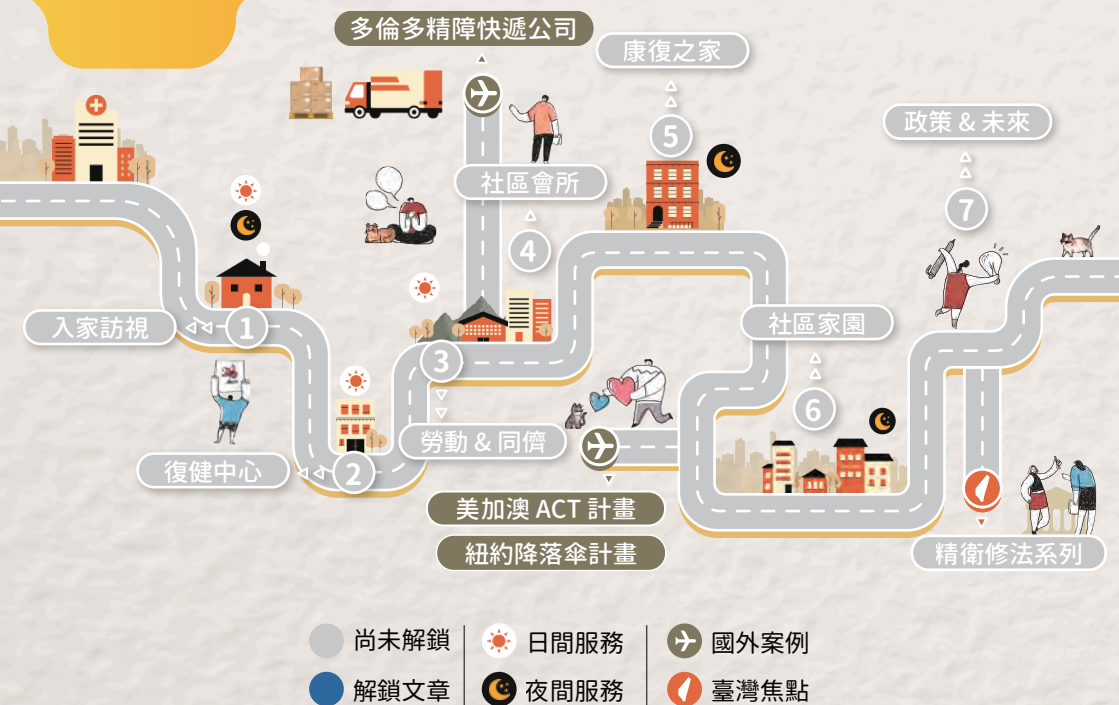 多倫多精障快遞公司
康復之家
5
政策 & 未來
7
社區會所
4
入家訪視
1
3
社區家園
6
勞動 & 同儕
復健中心
2
美加澳 ACT 計畫
紐約降落傘計畫
精衛修法系列
尚未解鎖
日間服務
國外案例
解鎖文章
夜間服務
臺灣焦點